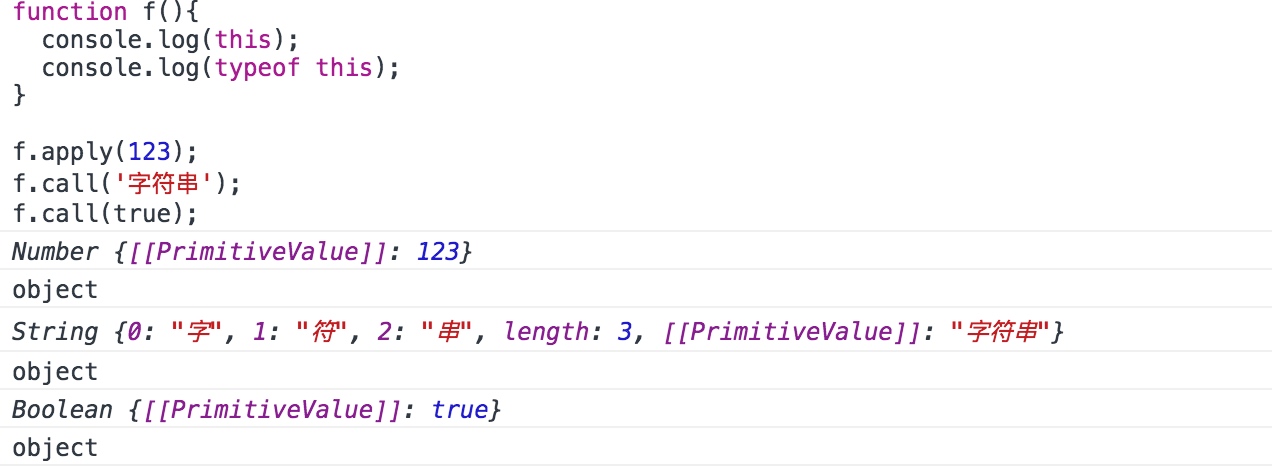 function f(){
  console.log(this);
  console.log(typeof this);
}
f.apply(123);
f.call('字符串');
f.call(true);
Number {[[PrimitiveValue]]: 123}
object
String {0: "字", 1: "符", 2: "串", length: 3, [[PrimitiveValue]]: "字符串"}
object
Boolean {[[PrimitiveValue]]: true}
object